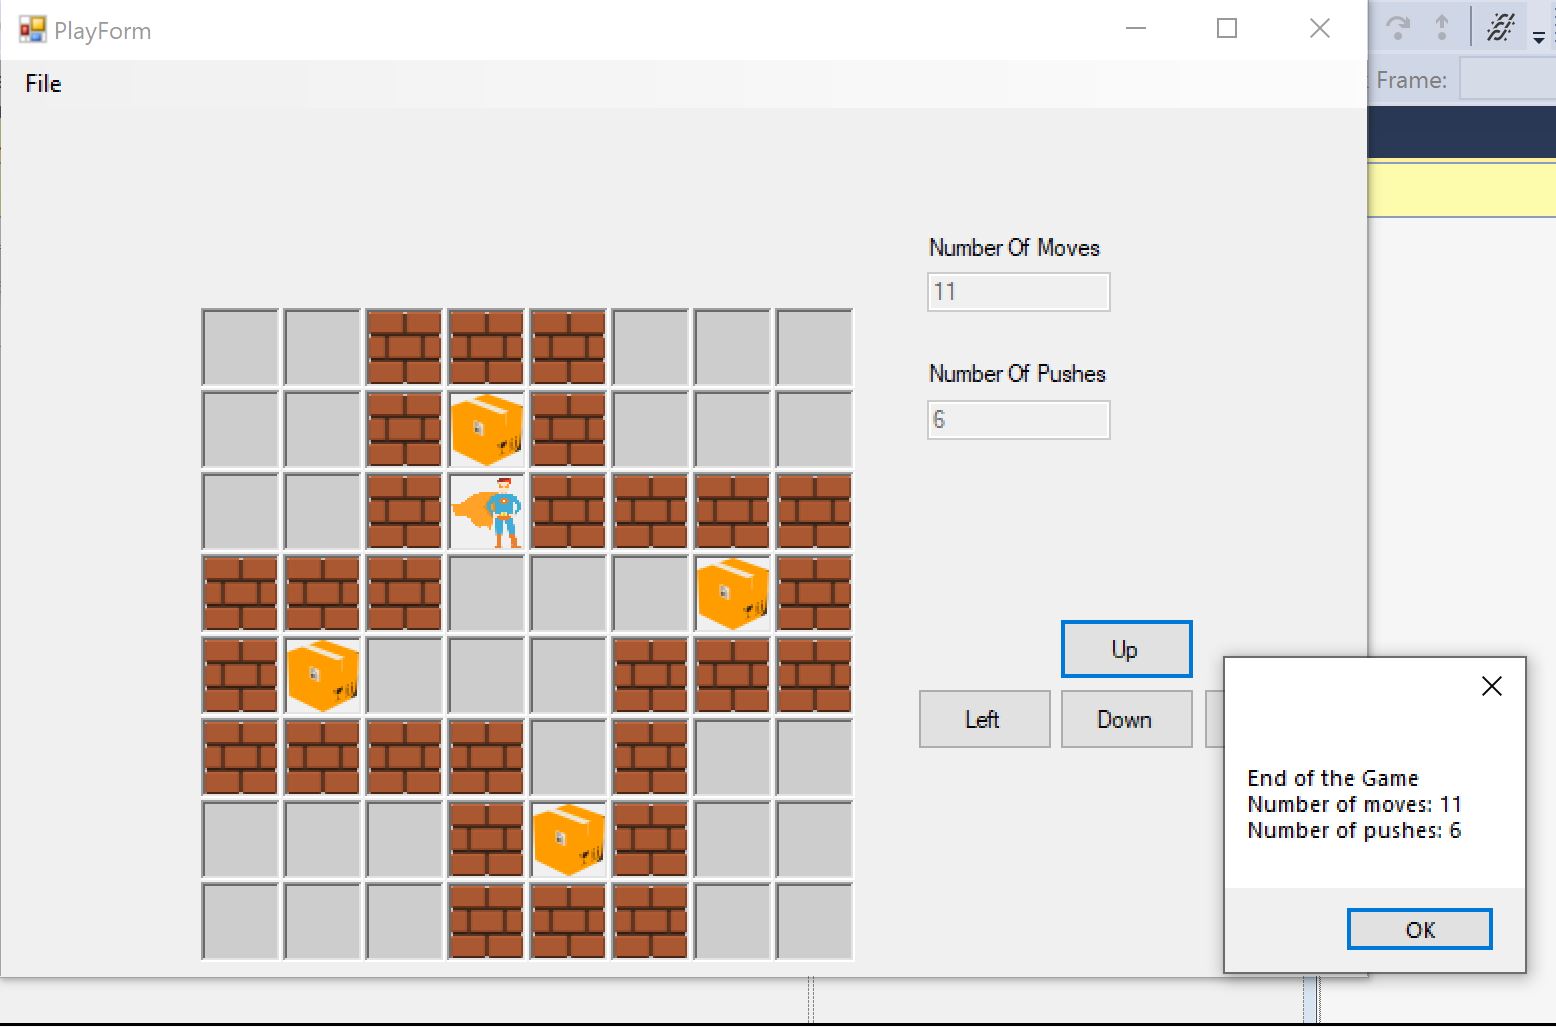 PlayForm
File
Frame:
Number Of Moves
11
Number Of Pushes
6
Up
Left
Down
End of the Game
Number of moves: 11
Number of pushes: 6
OK